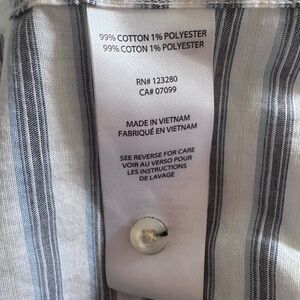 99% COTTON 1% POLYESTER
99% COTON 1% POLYESTER
RN# 123280
CA# 07099
MADE IN VIETNAM
FABRIQUÉ EN VIETNAM
SEE REVERSE FOR CARE
VOIR AU VERSO POUR
LES INSTRUCTIONS
DE LAVAGE